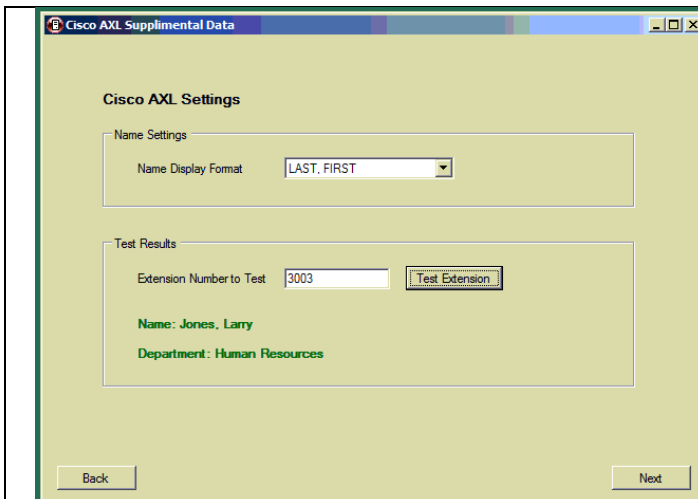 Cisco AXL Supplimental Data
Cisco AXL Settings
Name Settings
Name Display Format LAST, FIRST
Test Results
Extension Number to Test 3003 Test Extension
Name: Jones, Larry
Department: Human Resources
Back Next